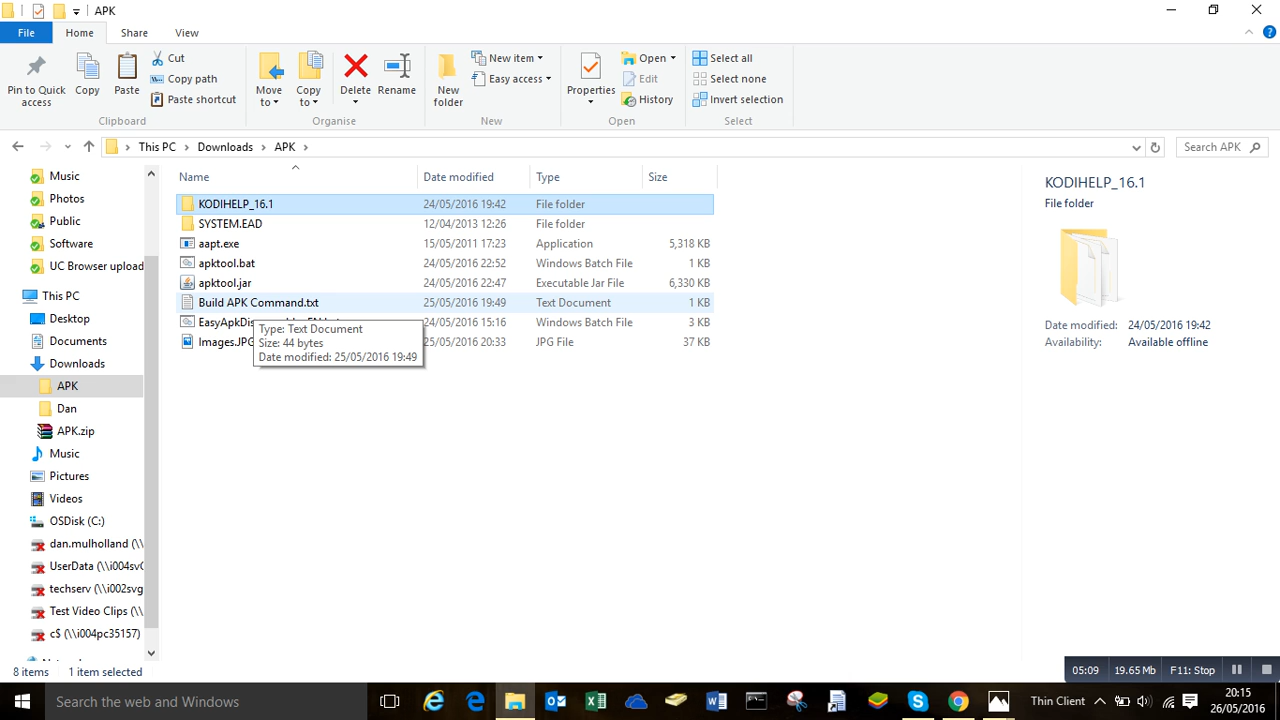 APK
File Home Share View
Pin to Quick access
Copy
Paste
Cut
Copy path
Paste shortcut
Clipboard
Move to
Copy to
Delete
Rename
Organise
New folder
New item
Easy access
New
Properties
Open
Edit
History
Open
Select all
Select none
Invert selection
Select
This PC Downloads APK
Search APK
Name Date modified Type Size
KODIHELP_16.1 24/05/2016 19:42 File folder
SYSTEM.EAD 12/04/2013 12:26 File folder
aapt.exe 15/05/2011 17:23 Application 5,318 KB
apktool.bat 24/05/2016 22:52 Windows Batch File 1 KB
apktool.jar 24/05/2016 22:47 Executable Jar File 6,330 KB
Build APK Command.txt 25/05/2016 19:49 Text Document 1 KB
24/05/2016 15:16 Windows Batch File 3 KB
Images.JPG 25/05/2016 20:33 JPG File 37 KB
Type: Text Document
Size: 44 bytes
Date modified: 25/05/2016 19:49
Music
Photos
Public
Software
UC Browser upload
This PC
Desktop
Documents
Downloads
APK
Dan
APK.zip
Music
Pictures
Videos
OSDisk (C:)
dan.mulholland (\\
UserData (\\i004sv
techserv (\\i002svg
Test Video Clips (\\
c$ (\\i004pc35157)
KODIHELP_16.1
File folder
Date modified: 24/05/2016 19:42
Availability: Available offline
8 items 1 item selected
05:09 19.65 Mb F11: Stop
Search the web and Windows
Thin Client
20:15
26/05/2016